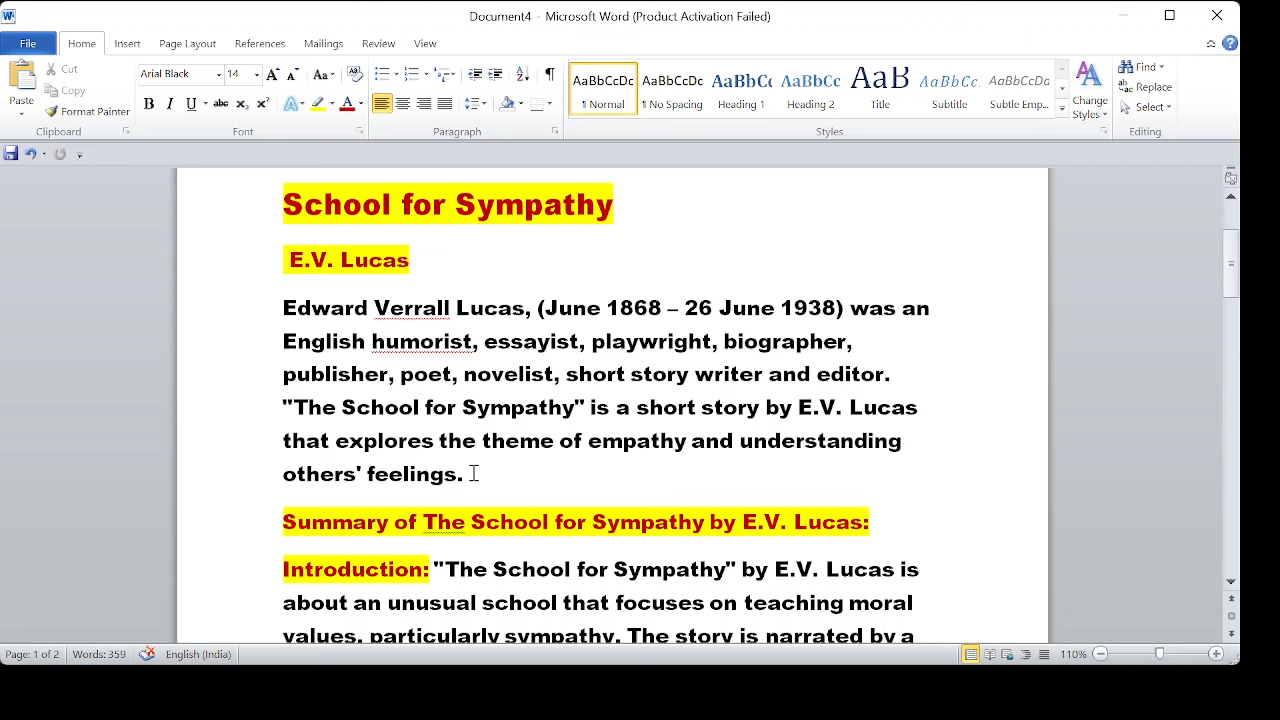 Document4 - Microsoft Word (Product Activation Failed)
File Home Insert Page Layout References Mailings Review View
Cut
Copy
Format Painter
Paste
Clipboard
Arial Black 14
Font
Paragraph
AaBbCcDc AaBbCcDc AaBbCc AaBbCc AaB AaBbCc. AaBbCcDc
¶ Normal ¶ No Spacing Heading 1 Heading 2 Title Subtitle Subtle Emp...
Styles
Change Styles
Find
Replace
Select
Editing
School for Sympathy
E.V. Lucas
Edward Verrall Lucas, (June 1868 – 26 June 1938) was an
English humorist, essayist, playwright, biographer,
publisher, poet, novelist, short story writer and editor.
"The School for Sympathy" is a short story by E.V. Lucas
that explores the theme of empathy and understanding
others' feelings.
Summary of The School for Sympathy by E.V. Lucas:
Introduction: "The School for Sympathy" by E.V. Lucas is
about an unusual school that focuses on teaching moral
values, particularly sympathy. The story is narrated by a
Page: 1 of 2 Words: 359 English (India) 110%